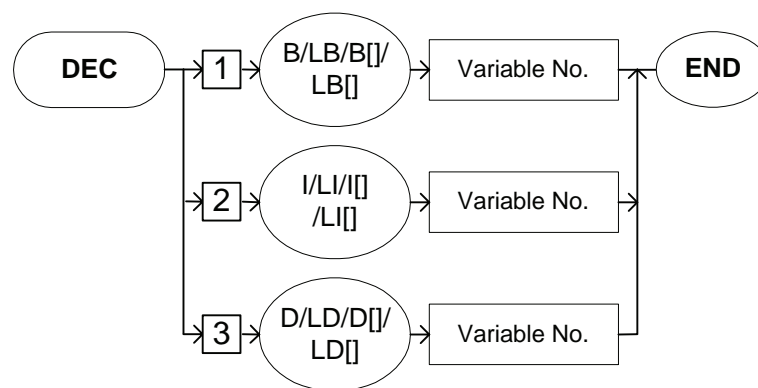 DEC
1
B/LB/B[]/
LB[]
Variable No.
END
2
I/LI/I[]
/LI[]
Variable No.
3
D/LD/D[]/
LD[]
Variable No.